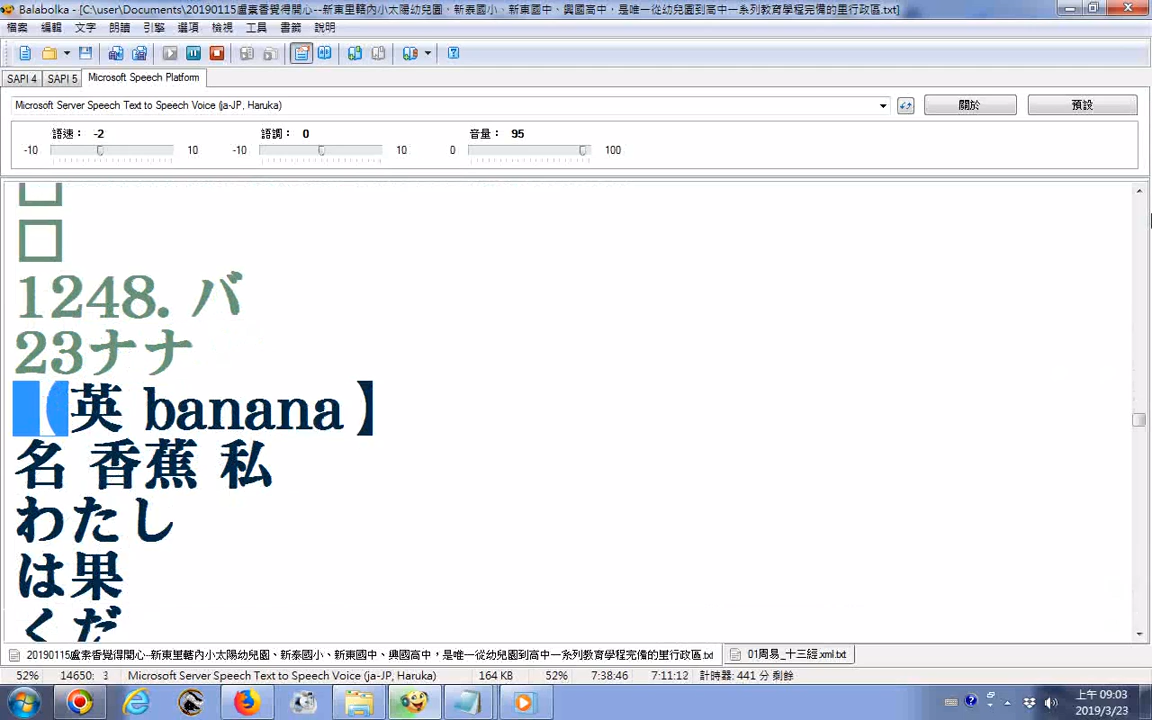 Balabolka - [C:\user\Documents\20190115盧素香覺得開心--新東里轄內小太陽幼兒園、新泰國小、新東國中、興國高中，是唯一從幼兒園到高中一系列教育學程完備的里行政區.txt]
檔案 編輯 文字 朗讀 引擎 選項 工具 檢視 書籤 說明
SAPI 4 SAPI 5 Microsoft Speech Platform
Microsoft Server Speech Text to Speech Voice (ja-JP, Haruka) 關於 預設
語速： -2 語調： 0 音量： 95
-10 10 -10 10 0 100
□
□
1248. バ
23ナナ
【英 banana】
名 香蕉 私
わたし
は果
くだ
20190115盧素香覺得開心--新東里轄內小太陽幼兒園、新泰國小、新東國中、興國高中，是唯一從幼兒園到高中一系列教育學程完備的里行政區.txt 01周易_十三經.xml.txt
52% 14650: 3 Microsoft Server Speech Text to Speech Voice (ja-JP, Haruka) 164 KB 52% 7:38:46 7:11:12 計時器: 441 分 剩餘
上午 09:03
2019/3/23